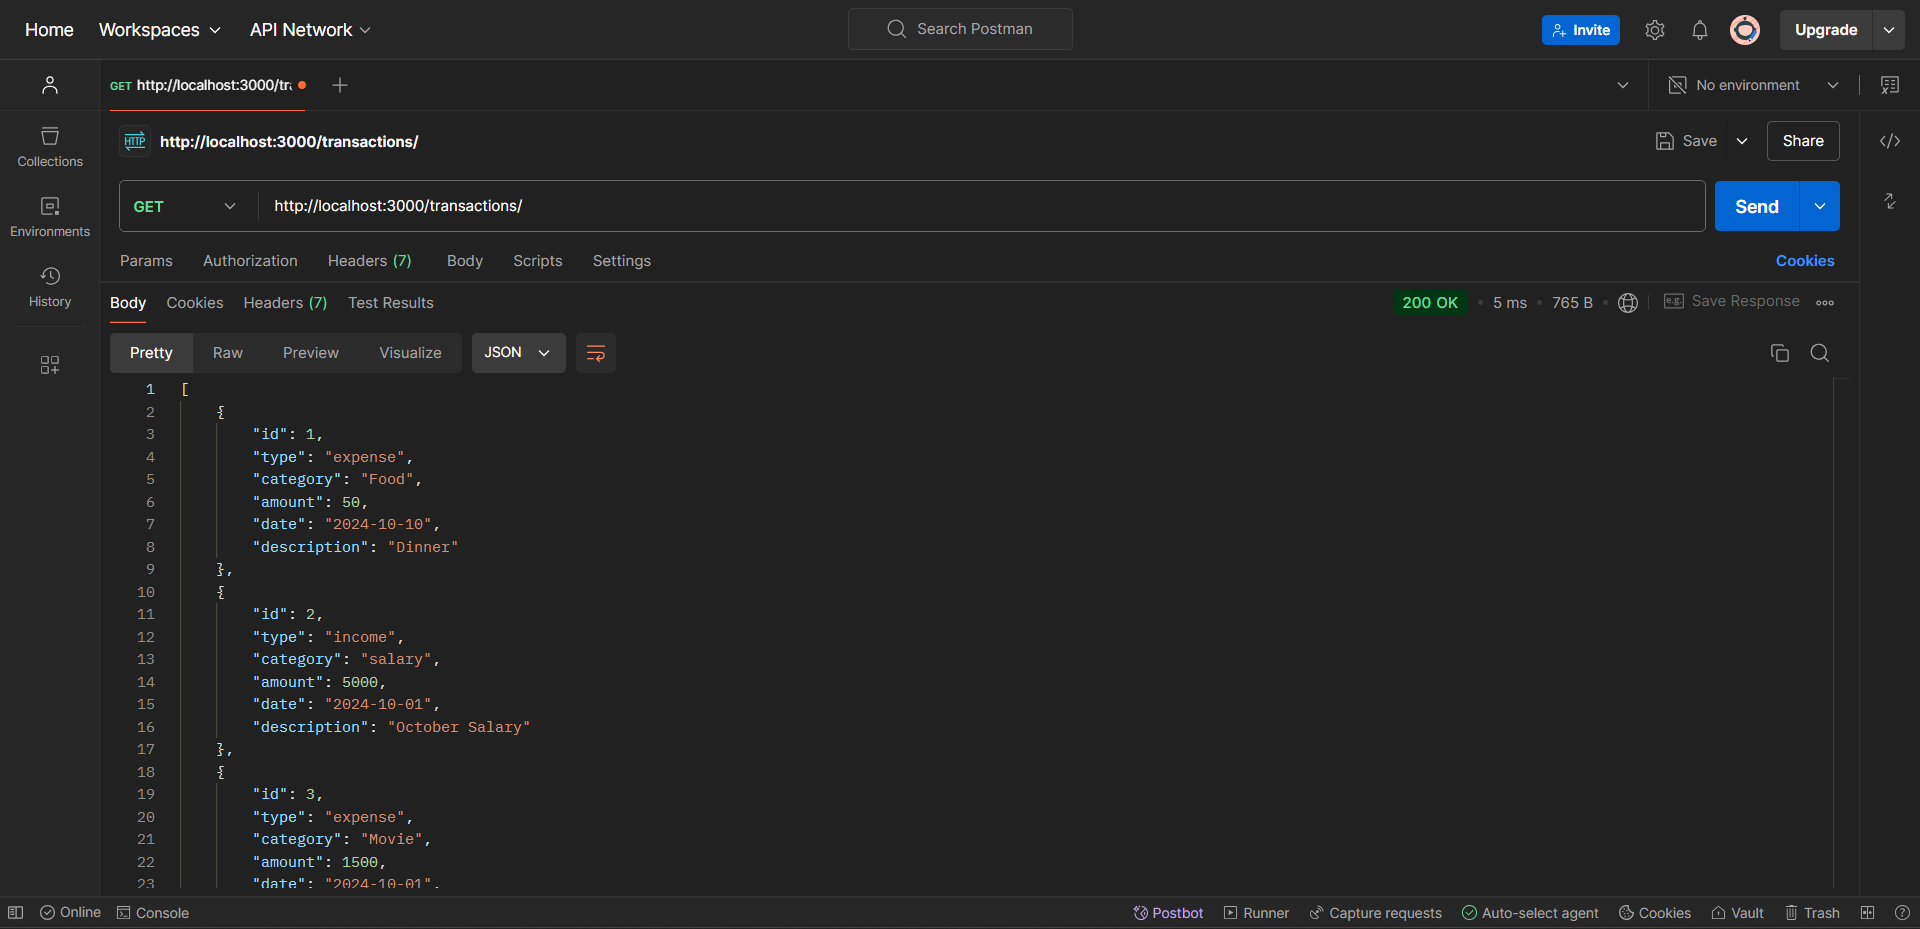 Home Workspaces API Network Search Postman Invite Upgrade
GET http://localhost:3000/tr No environment
HTTP http://localhost:3000/transactions/ Save Share
Collections
GET http://localhost:3000/transactions/ Send
Environments
Params Authorization Headers (7) Body Scripts Settings Cookies
History
Body Cookies Headers (7) Test Results 200 OK 5 ms 765 B e.g. Save Response
Pretty Raw Preview Visualize JSON
1 [
2 {
3 "id": 1,
4 "type": "expense",
5 "category": "Food",
6 "amount": 50,
7 "date": "2024-10-10",
8 "description": "Dinner"
9 },
10 {
11 "id": 2,
12 "type": "income",
13 "category": "salary",
14 "amount": 5000,
15 "date": "2024-10-01",
16 "description": "October Salary"
17 },
18 {
19 "id": 3,
20 "type": "expense",
21 "category": "Movie",
22 "amount": 1500,
23 "date": "2024-10-01",
Online Console Postbot Runner Capture requests Auto-select agent Cookies Vault Trash